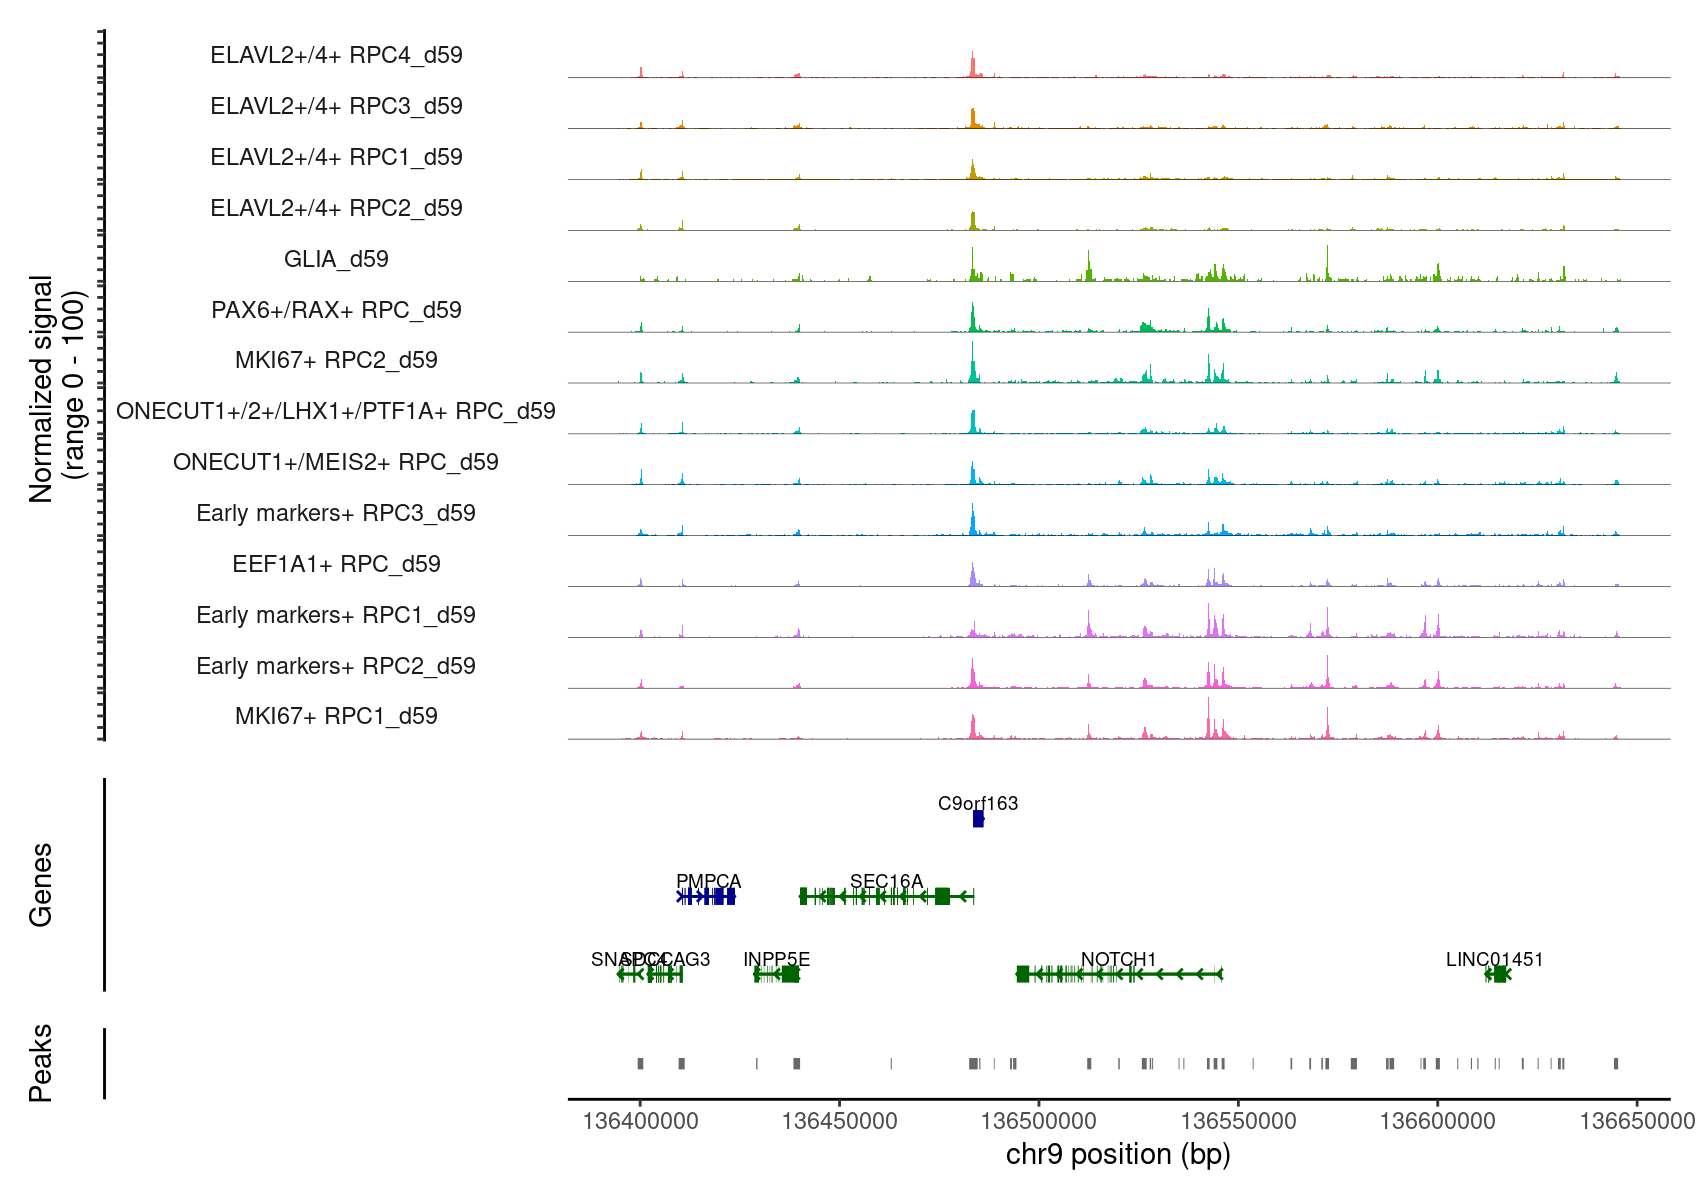 ELAVL2+/4+ RPC4_d59
ELAVL2+/4+ RPC3_d59
ELAVL2+/4+ RPC1_d59
ELAVL2+/4+ RPC2_d59
GLIA_d59
PAX6+/RAX+ RPC_d59
MKI67+ RPC2_d59
ONECUT1+/2+/LHX1+/PTF1A+ RPC_d59
ONECUT1+/MEIS2+ RPC_d59
Early markers+ RPC3_d59
EEF1A1+ RPC_d59
Early markers+ RPC1_d59
Early markers+ RPC2_d59
MKI67+ RPC1_d59
Normalized signal
(range 0 - 100)
C9orf163
PMPCA
SEC16A
INPP5E
NOTCH1
LINC01451
Genes
Peaks
136400000
136450000
136500000
136550000
136600000
136650000
chr9 position (bp)